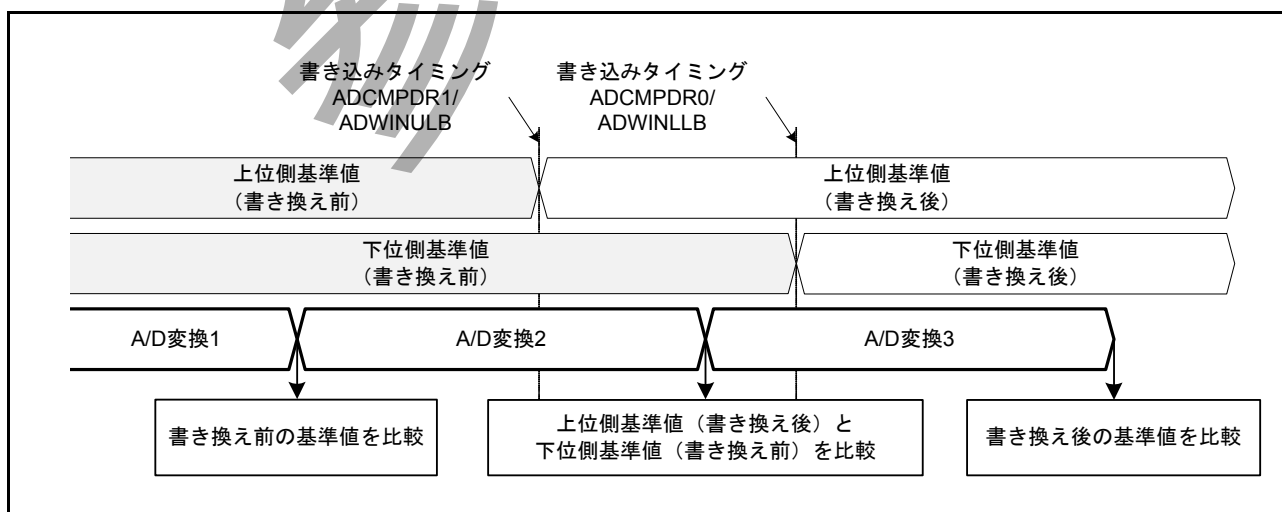 書き込みタイミング
ADCMPDR1/
ADWINULB
書き込みタイミング
ADCMPDR0/
ADWINLLB
上位側基準値
（書き換え前）
上位側基準値
（書き換え後）
下位側基準値
（書き換え前）
下位側基準値
（書き換え後）
A/D変換1
A/D変換2
A/D変換3
書き換え前の基準値を比較
上位側基準値（書き換え後）と
下位側基準値（書き換え前）を比較
書き換え後の基準値を比較